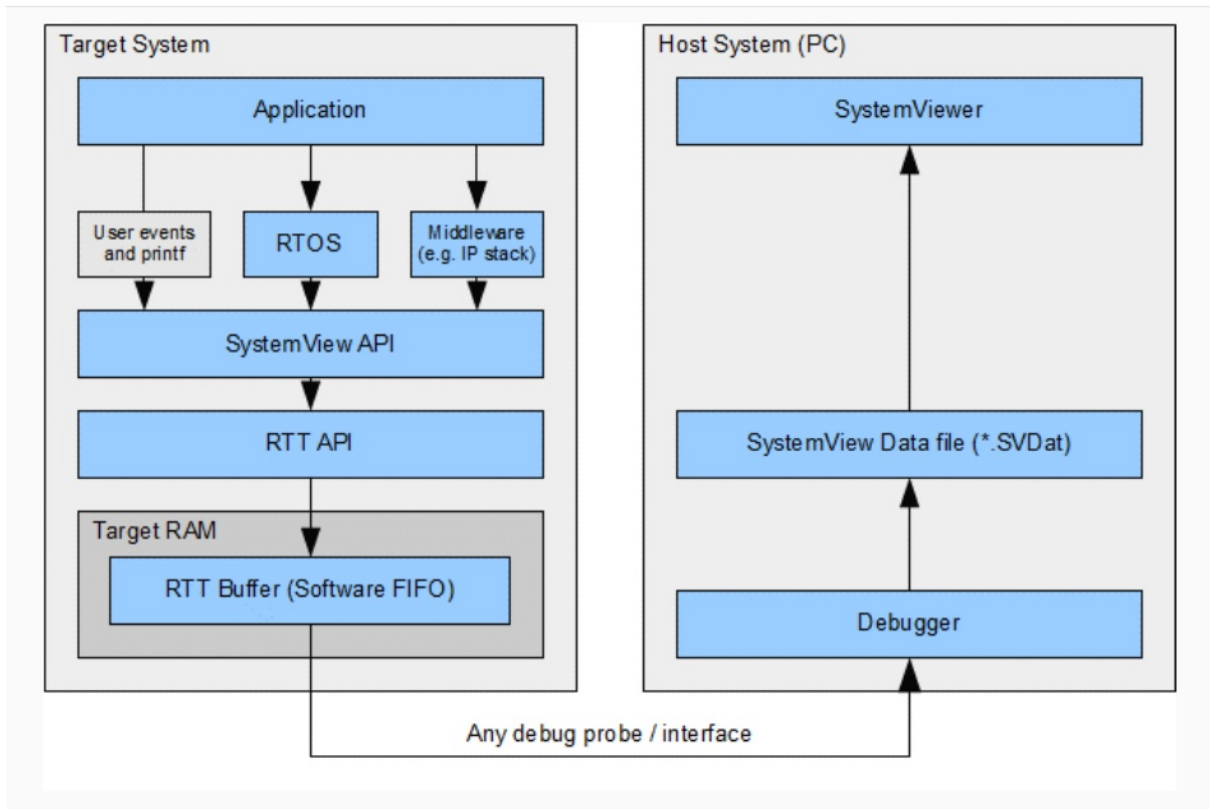 Target System
Application
User events
and printf
RTOS
Middleware
(e.g. IP stack)
SystemView API
RTT API
Target RAM
RTT Buffer (Software FIFO)
Host System (PC)
SystemViewer
SystemView Data file (*.SVDat)
Debugger
Any debug probe / interface